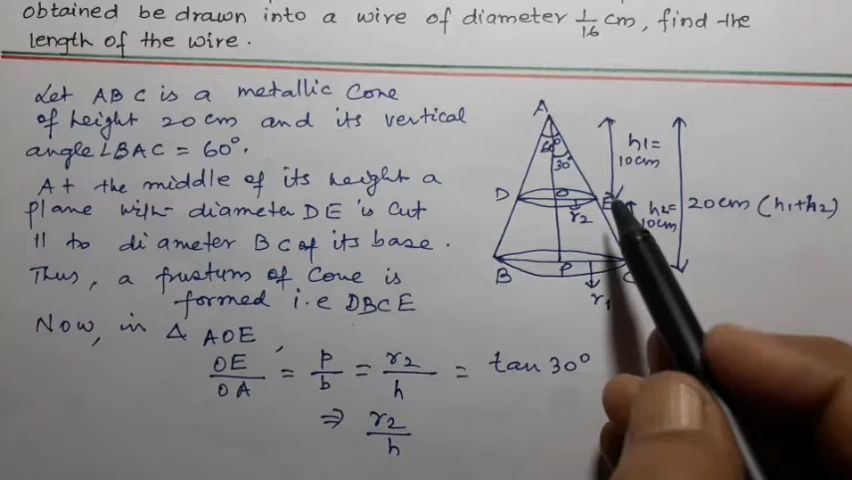 obtained be drawn into a wire of diameter 1/16 cm, find the
length of the wire.
Let ABC is a metallic Cone
of height 20 cm and its vertical
angle ∠BAC = 60°.
At the middle of its height a
plane with diameter DE is cut
|| to diameter BC of its base.
Thus, a frustum of Cone is
formed i.e DBCE
Now, in Δ AOE,
OE/OA = p/b = r2/h = tan 30°
⇒ r2/h
A
60°
30°
h1=
10cm
D
O
E
r2
h2=
10cm
20cm (h1+h2)
B
P
C
r1